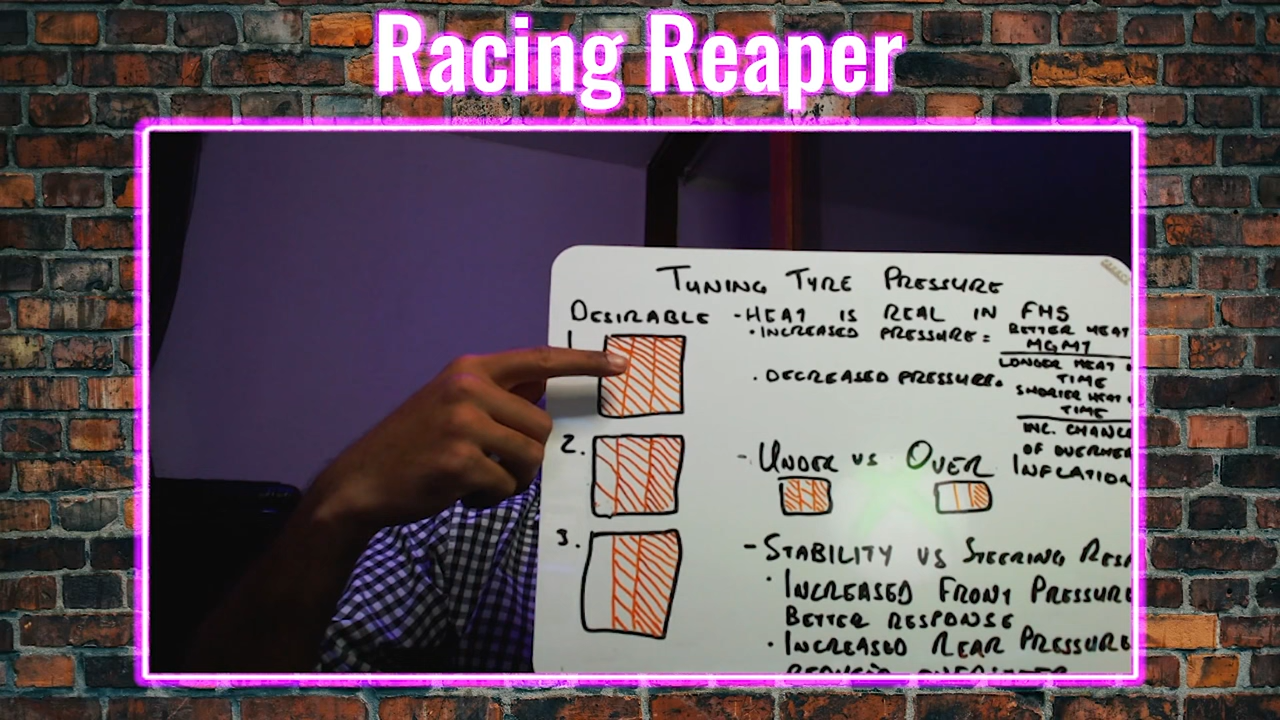 Racing Reaper
TUNING TYRE PRESSURE
DESIRABLE
1.
2.
3.
- HEAT IS REAL IN FH5
• INCREASED PRESSURE = BETTER HEAT
MGMT
LONGER HEAT
TIME
• DECREASED PRESSURE =
SHORTER HEAT
TIME
INC. CHANCE
OF
- UNDER VS OVER INFLATION
- STABILITY VS STEERING
• INCREASED FRONT PRESSURE
BETTER RESPONSE
• INCREASED REAR PRESSURE